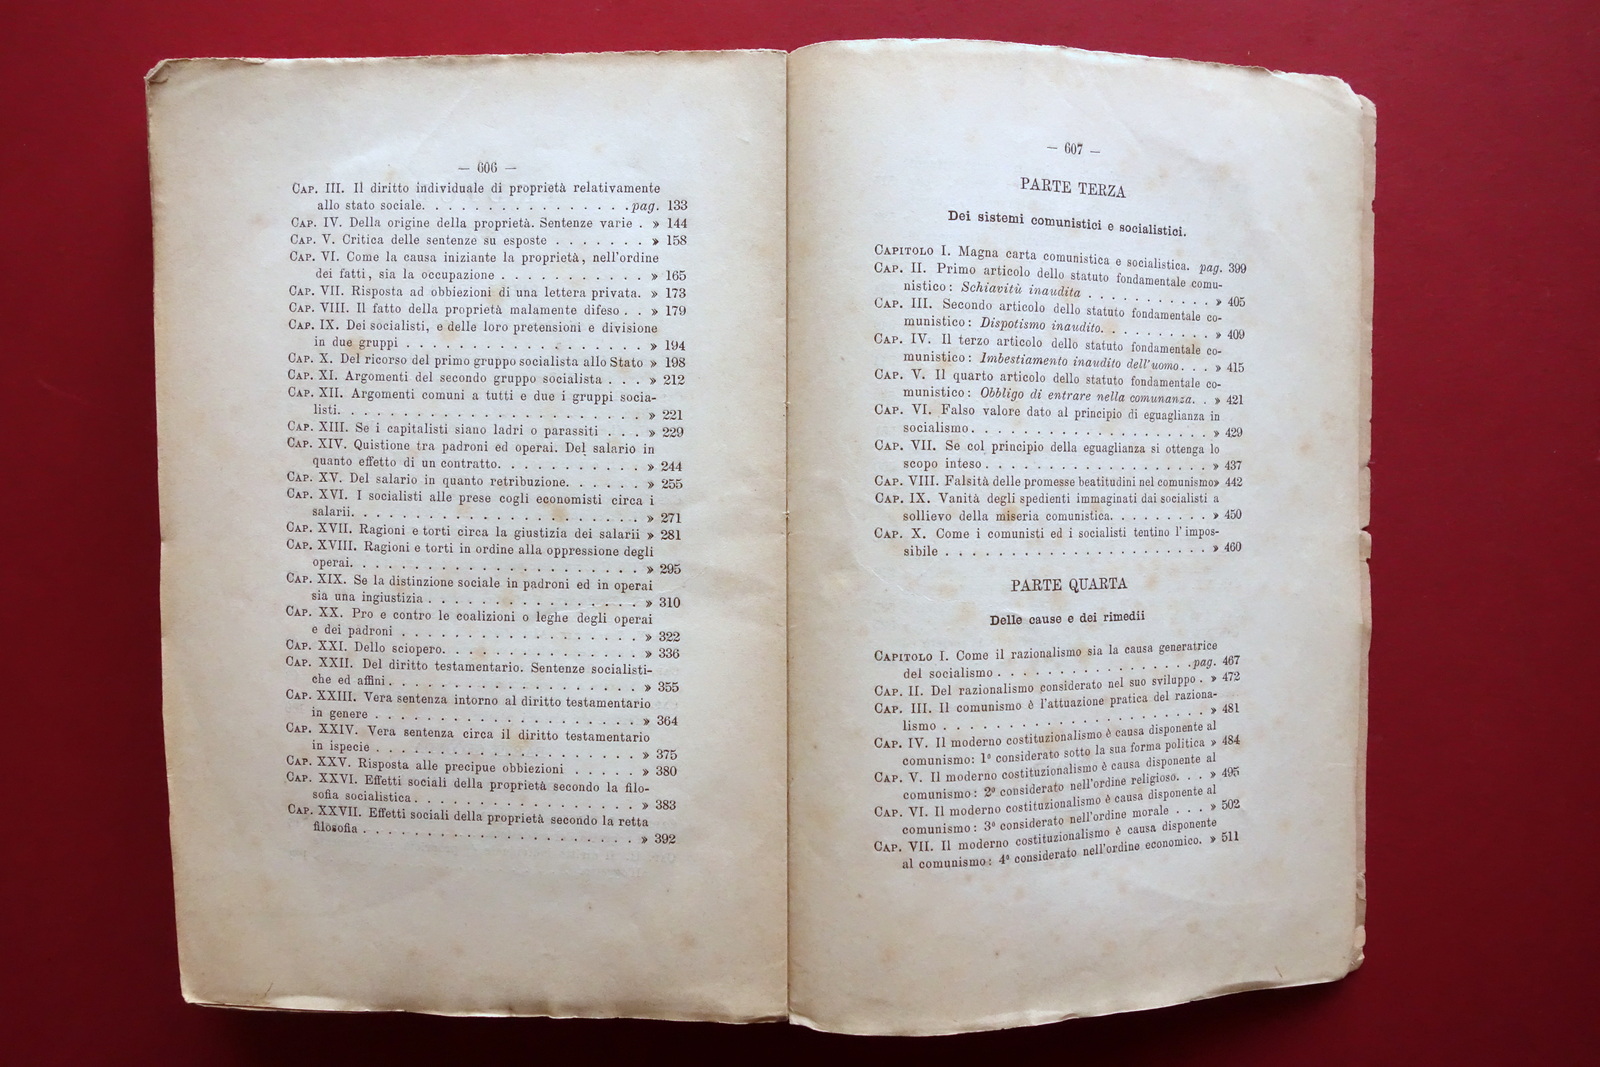 — 606 —
Cap. III. Il diritto individuale di proprietà relativamente
allo stato sociale. . . . . . . . . . . . . . . . . pag. 133
Cap. IV. Della origine della proprietà. Sentenze varie . » 144
Cap. V. Critica delle sentenze su esposte . . . . . . . » 158
Cap. VI. Come la causa iniziante la proprietà, nell'ordine
dei fatti, sia la occupazione . . . . . . . . . . . » 165
Cap. VII. Risposta ad obbiezioni di una lettera privata. » 173
Cap. VIII. Il fatto della proprietà malamente difeso . . » 179
Cap. IX. Dei socialisti, e delle loro pretensioni e divisione
in due gruppi . . . . . . . . . . . . . . . . . . » 194
Cap. X. Del ricorso del primo gruppo socialista allo Stato » 198
Cap. XI. Argomenti del secondo gruppo socialista . . . » 212
Cap. XII. Argomenti comuni a tutti e due i gruppi socia-
listi. . . . . . . . . . . . . . . . . . . . . . . . » 221
Cap. XIII. Se i capitalisti siano ladri o parassiti . . . » 229
Cap. XIV. Quistione tra padroni ed operai. Del salario in
quanto effetto di un contratto. . . . . . . . . . . » 244
Cap. XV. Del salario in quanto retribuzione. . . . . . » 255
Cap. XVI. I socialisti alle prese cogli economisti circa i
salarii. . . . . . . . . . . . . . . . . . . . . . . » 271
Cap. XVII. Ragioni e torti circa la giustizia dei salarii » 281
Cap. XVIII. Ragioni e torti in ordine alla oppressione degli
operai. . . . . . . . . . . . . . . . . . . . . . . » 295
Cap. XIX. Se la distinzione sociale in padroni ed in operai
sia una ingiustizia . . . . . . . . . . . . . . . . » 310
Cap. XX. Pro e contro le coalizioni o leghe degli operai
e dei padroni . . . . . . . . . . . . . . . . . . » 322
Cap. XXI. Dello sciopero. . . . . . . . . . . . . . . » 336
Cap. XXII. Del diritto testamentario. Sentenze socialisti-
che ed affini . . . . . . . . . . . . . . . . . . . » 355
Cap. XXIII. Vera sentenza intorno al diritto testamentario
in genere . . . . . . . . . . . . . . . . . . . . » 364
Cap. XXIV. Vera sentenza circa il diritto testamentario
in ispecie . . . . . . . . . . . . . . . . . . . . » 375
Cap. XXV. Risposta alle precipue obbiezioni . . . . . » 380
Cap. XXVI. Effetti sociali della proprietà secondo la filo-
sofia socialistica . . . . . . . . . . . . . . . . . » 383
Cap. XXVII. Effetti sociali della proprietà secondo la retta
filosofia . . . . . . . . . . . . . . . . . . . . . » 392
— 607 —
PARTE TERZA
Dei sistemi comunistici e socialistici.
Capitolo I. Magna carta comunistica e socialistica. pag. 399
Cap. II. Primo articolo dello statuto fondamentale comu-
nistico: Schiavitù inaudita . . . . . . . . . . . » 405
Cap. III. Secondo articolo dello statuto fondamentale co-
munistico: Dispotismo inaudito. . . . . . . . . . » 409
Cap. IV. Il terzo articolo dello statuto fondamentale co-
munistico: Imbestiamento inaudito dell'uomo. . . » 415
Cap. V. Il quarto articolo dello statuto fondamentale co-
munistico: Obbligo di entrare nella comunanza. . » 421
Cap. VI. Falso valore dato al principio di eguaglianza in
socialismo . . . . . . . . . . . . . . . . . . . . » 429
Cap. VII. Se col principio della eguaglianza si ottenga lo
scopo inteso . . . . . . . . . . . . . . . . . . . » 437
Cap. VIII. Falsità delle promesse beatitudini nel comunismo» 442
Cap. IX. Vanità degli spedienti immaginati dai socialisti a
sollievo della miseria comunistica. . . . . . . . . » 450
Cap. X. Come i comunisti ed i socialisti tentino l'impos-
sibile . . . . . . . . . . . . . . . . . . . . . . » 460
PARTE QUARTA
Delle cause e dei rimedii
Capitolo I. Come il razionalismo sia la causa generatrice
del socialismo . . . . . . . . . . . . . . . . pag. 467
Cap. II. Del razionalismo considerato nel suo sviluppo . » 472
Cap. III. Il comunismo è l'attuazione pratica del raziona-
lismo . . . . . . . . . . . . . . . . . . . . . . » 481
Cap. IV. Il moderno costituzionalismo è causa disponente al
comunismo: 1º considerato sotto la sua forma politica » 484
Cap. V. Il moderno costituzionalismo è causa disponente al
comunismo: 2º considerato nell'ordine religioso. . . » 495
Cap. VI. Il moderno costituzionalismo è causa disponente al
comunismo: 3º considerato nell'ordine morale . . . » 502
Cap. VII. Il moderno costituzionalismo è causa disponente
al comunismo: 4º considerato nell'ordine economico. » 511